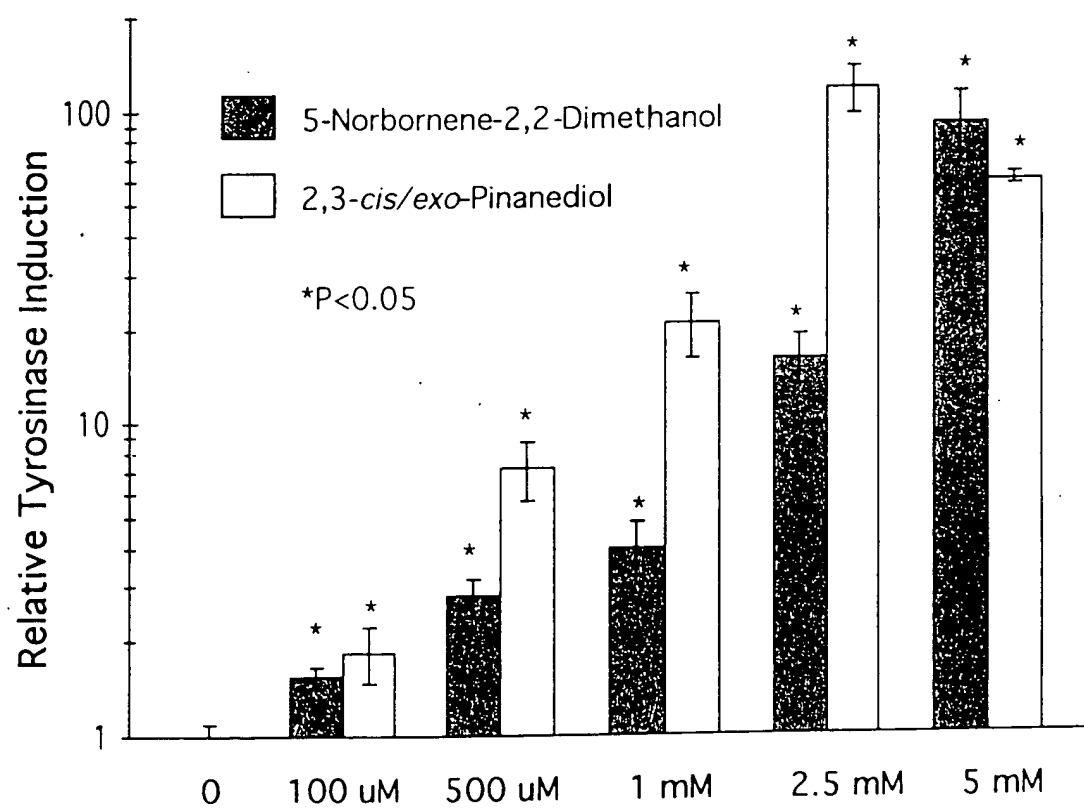 Relative Tyrosinase Induction
100
10
1
5-Norbornene-2,2-Dimethanol
2,3-cis/exo-Pinanediol
*P<0.05
* * * * * * * * * *
0 100 uM 500 uM 1 mM 2.5 mM 5 mM